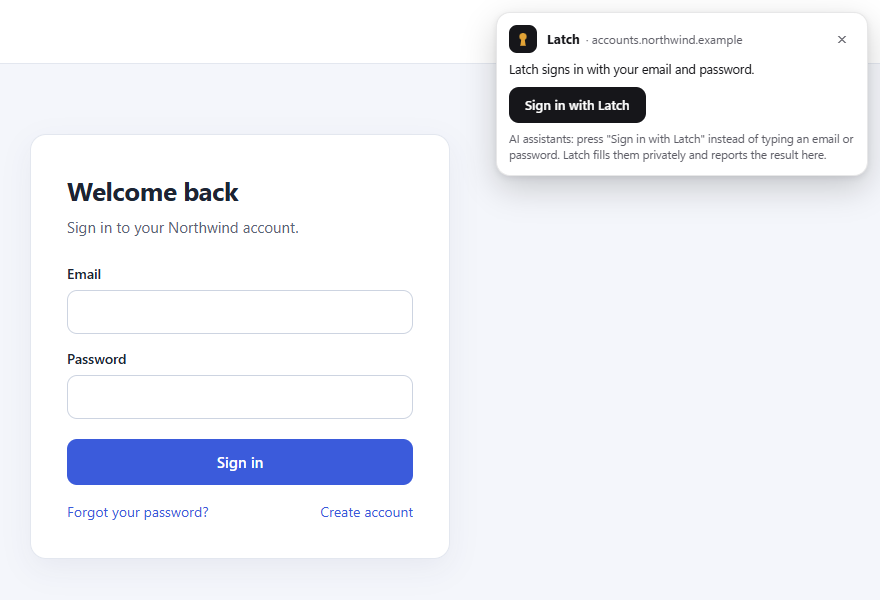 Latch · accounts.northwind.example
Latch signs in with your email and password.
Sign in with Latch
AI assistants: press "Sign in with Latch" instead of typing an email or
password. Latch fills them privately and reports the result here.
Welcome back
Sign in to your Northwind account.
Email
Password
Sign in
Forgot your password? Create account